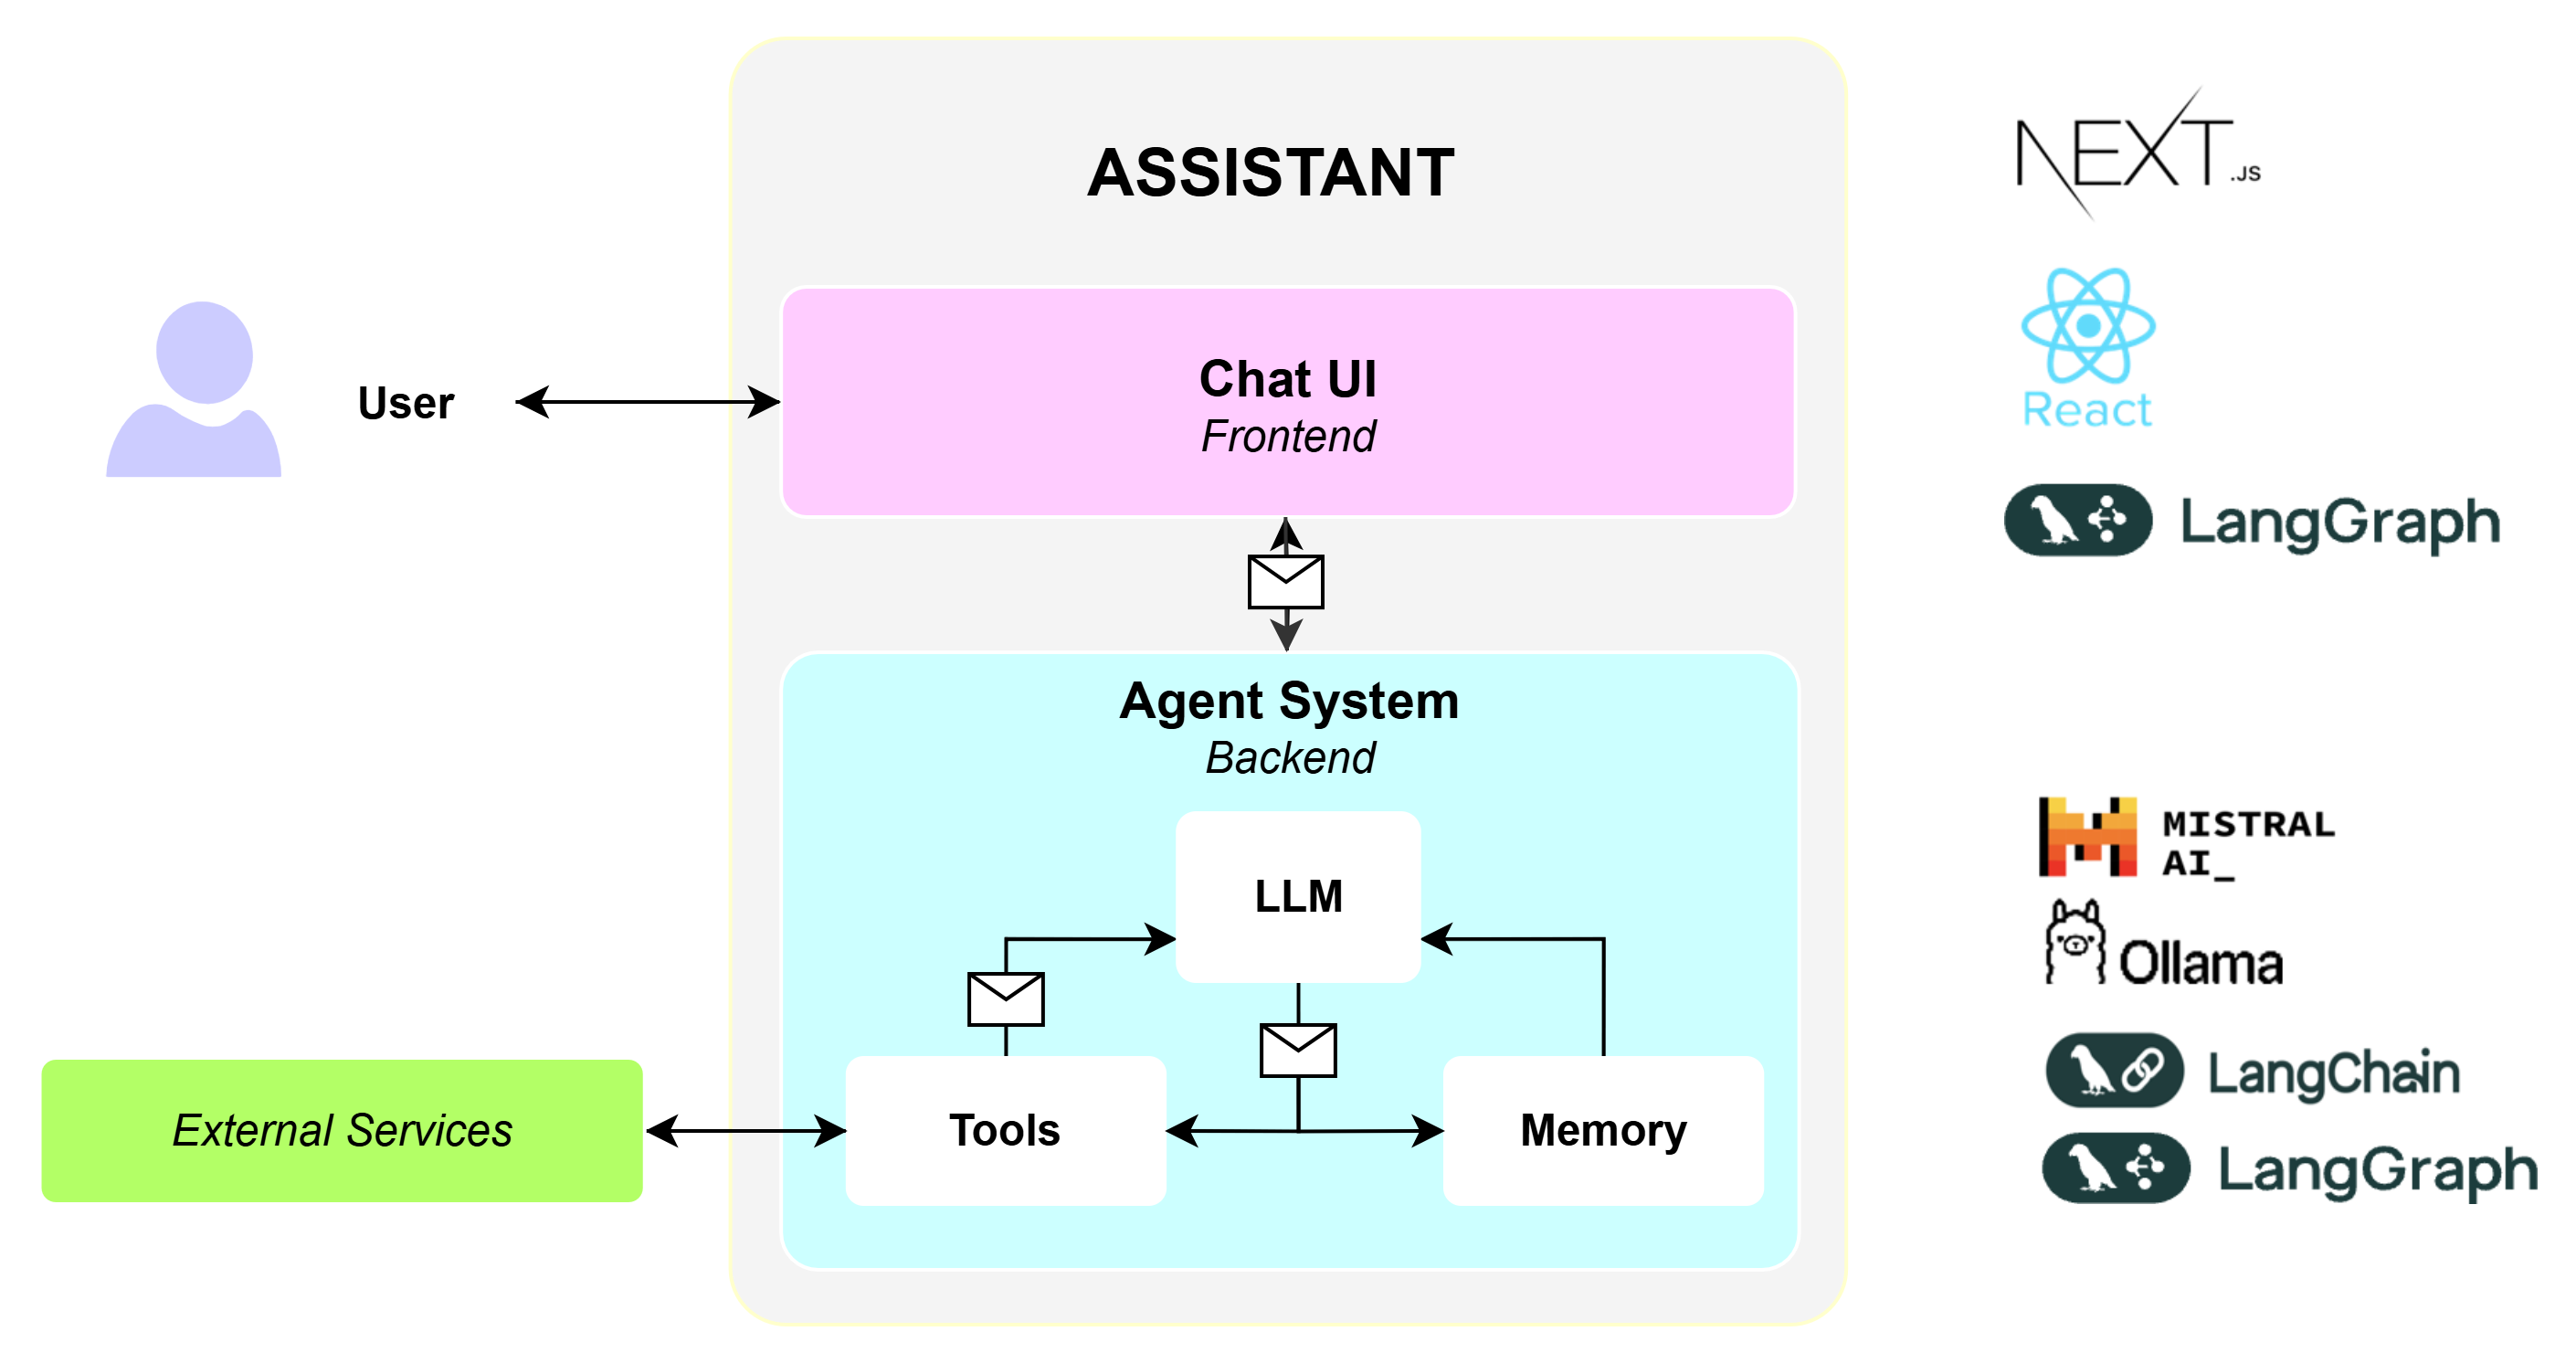 ASSISTANT
NEXT.JS
Chat UI
Frontend
User
React
LangGraph
Agent System
Backend
MISTRAL
AI_
LLM
Ollama
LangChain
External Services
Tools
Memory
LangGraph